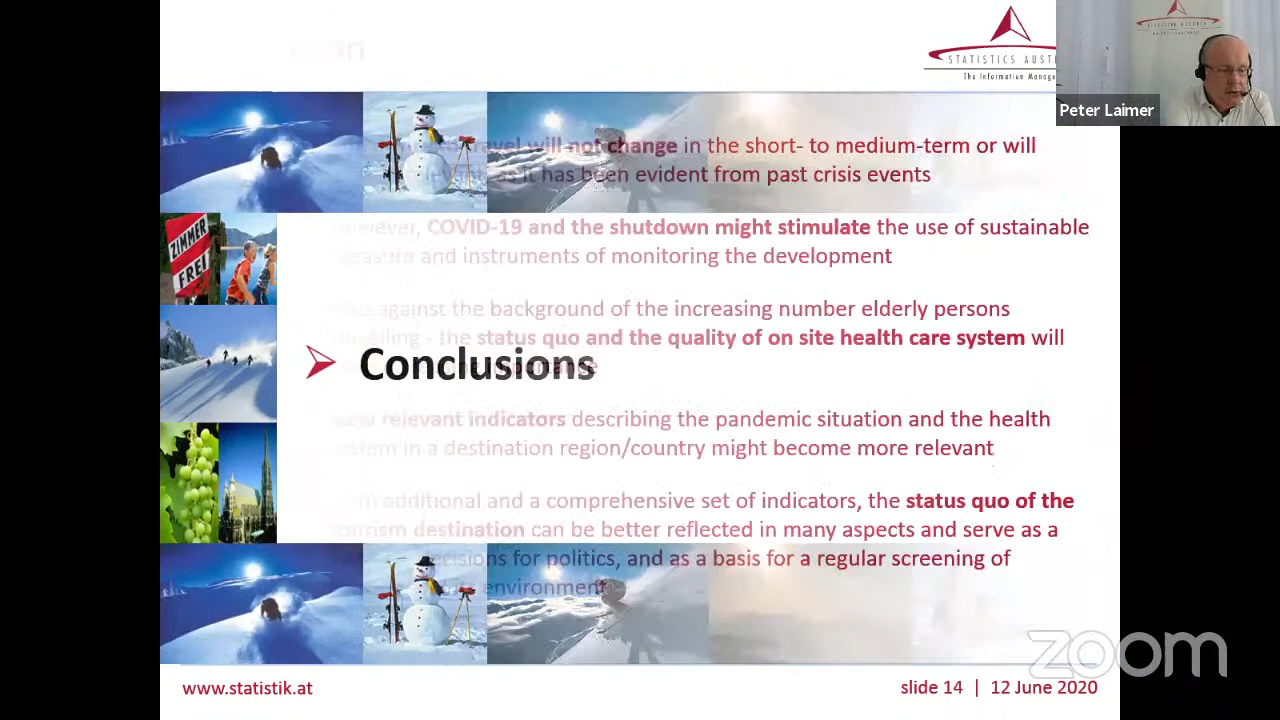 STATISTICS AUST
The Information Manage
Peter Laimer
travel will not change in the short- to medium-term or will
as it has been evident from past crisis events
ZIMMER
FREI
COVID-19 and the shutdown might stimulate the use of sustainable
and instruments of monitoring the development
against the background of the increasing number elderly persons
the status quo and the quality of on site health care system will
importance
Conclusions
relevant indicators describing the pandemic situation and the health
in a destination region/country might become more relevant
additional and a comprehensive set of indicators, the status quo of the
tourism destination can be better reflected in many aspects and serve as a
for politics, and as a basis for a regular screening of
environment
zoom
www.statistik.at
slide 14 | 12 June 2020